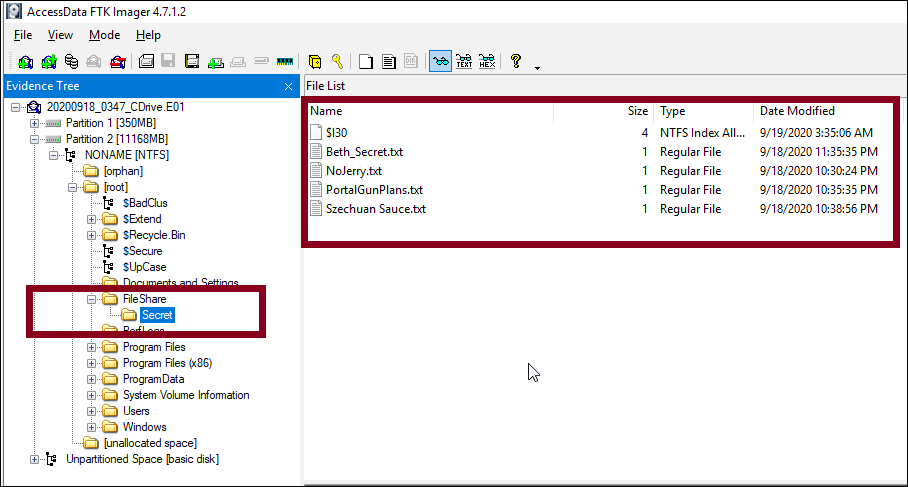 AccessData FTK Imager 4.7.1.2
File View Mode Help
TEXT HEX
Evidence Tree
File List
Name Size Type Date Modified
$I30 4 NTFS Index All... 9/19/2020 3:35:06 AM
Beth_Secret.txt 1 Regular File 9/18/2020 11:35:35 PM
NoJerry.txt 1 Regular File 9/18/2020 10:30:24 PM
PortalGunPlans.txt 1 Regular File 9/18/2020 10:35:35 PM
Szechuan Sauce.txt 1 Regular File 9/18/2020 10:38:56 PM
20200918_0347_CDrive.E01
Partition 1 [350MB]
Partition 2 [11168MB]
NONAME [NTFS]
[orphan]
[root]
$BadClus
$Extend
$Recycle.Bin
$Secure
$UpCase
Documents and Settings
FileShare
Secret
PerfLogs
Program Files
Program Files (x86)
ProgramData
System Volume Information
Users
Windows
[unallocated space]
Unpartitioned Space [basic disk]